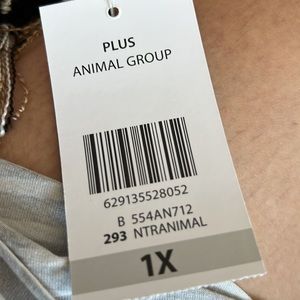 PLUS
ANIMAL GROUP
629135528052
B 554AN712
293 NTRANIMAL
1X